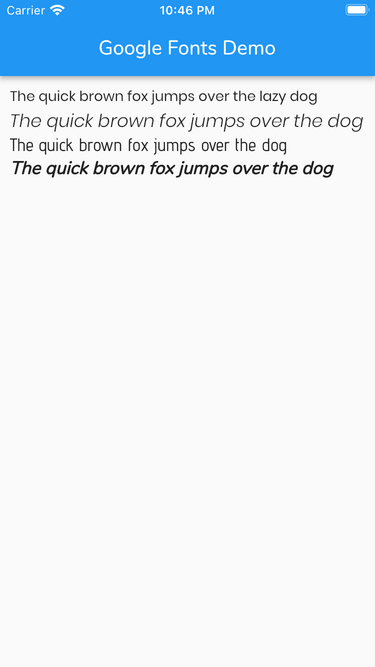 Carrier 10:46 PM
Google Fonts Demo
The quick brown fox jumps over the lazy dog
The quick brown fox jumps over the dog
The quick brown fox jumps over the dog
The quick brown fox jumps over the dog